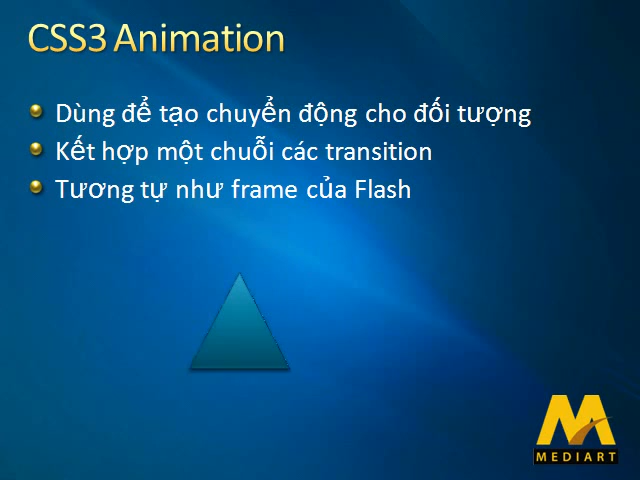 CSS3 Animation
Dùng để tạo chuyển động cho đối tượng
Kết hợp một chuỗi các transition
Tương tự như frame của Flash
MEDIART